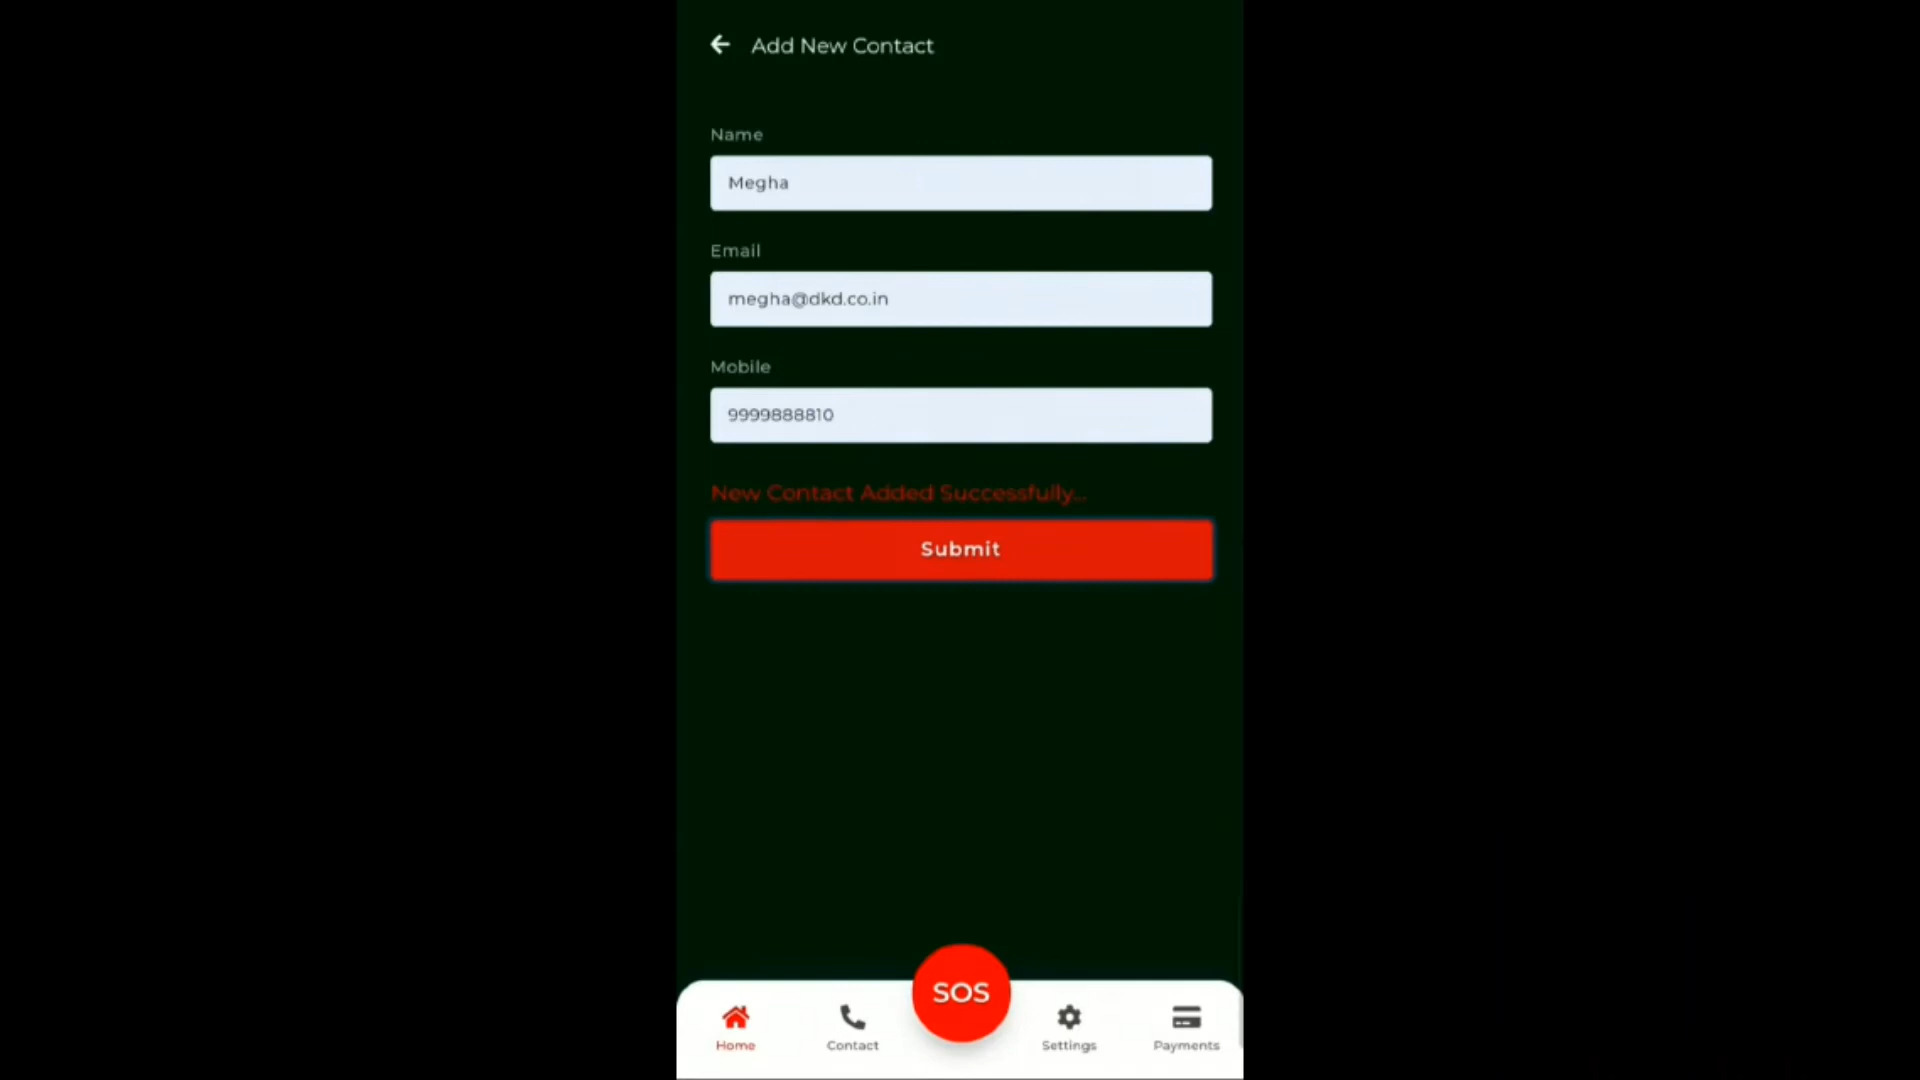 Add New Contact
Name
Megha
Email
megha@dkd.co.in
Mobile
9999888810
New Contact Added Successfully...
Submit
SOS
Home
Contact
Settings
Payments